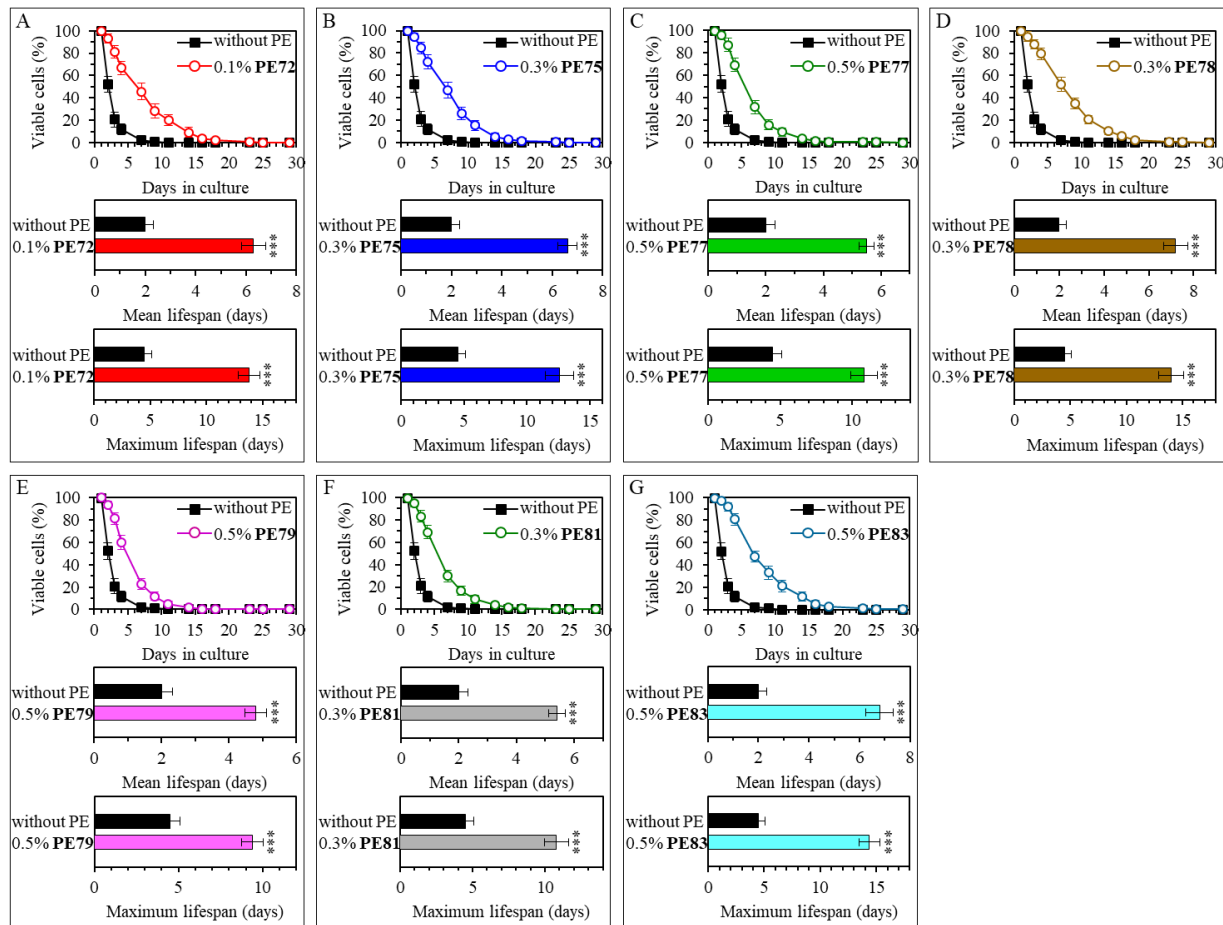 A
Viable cells (%)
100
80
60
40
20
0
without PE
0.1% PE72
0 5 10 15 20 25 30
Days in culture
without PE
0.1% PE72
***
0 2 4 6 8
Mean lifespan (days)
without PE
0.1% PE72
***
0 5 10 15
Maximum lifespan (days)
B
Viable cells (%)
100
80
60
40
20
0
without PE
0.3% PE75
0 5 10 15 20 25 30
Days in culture
without PE
0.3% PE75
***
0 2 4 6 8
Mean lifespan (days)
without PE
0.3% PE75
***
0 5 10 15
Maximum lifespan (days)
C
Viable cells (%)
100
80
60
40
20
0
without PE
0.5% PE77
0 5 10 15 20 25 30
Days in culture
without PE
0.5% PE77
***
0 2 4 6
Mean lifespan (days)
without PE
0.5% PE77
***
0 5 10
Maximum lifespan (days)
D
Viable cells (%)
100
80
60
40
20
0
without PE
0.3% PE78
0 5 10 15 20 25 30
Days in culture
without PE
0.3% PE78
***
0 2 4 6 8
Mean lifespan (days)
without PE
0.3% PE78
***
0 5 10 15
Maximum lifespan (days)
E
Viable cells (%)
100
80
60
40
20
0
without PE
0.5% PE79
0 5 10 15 20 25 30
Days in culture
without PE
0.5% PE79
***
0 2 4 6
Mean lifespan (days)
without PE
0.5% PE79
***
0 5 10
Maximum lifespan (days)
F
Viable cells (%)
100
80
60
40
20
0
without PE
0.3% PE81
0 5 10 15 20 25 30
Days in culture
without PE
0.3% PE81
***
0 2 4 6
Mean lifespan (days)
without PE
0.3% PE81
***
0 5 10
Maximum lifespan (days)
G
Viable cells (%)
100
80
60
40
20
0
without PE
0.5% PE83
0 5 10 15 20 25 30
Days in culture
without PE
0.5% PE83
***
0 2 4 6 8
Mean lifespan (days)
without PE
0.5% PE83
***
0 5 10 15
Maximum lifespan (days)